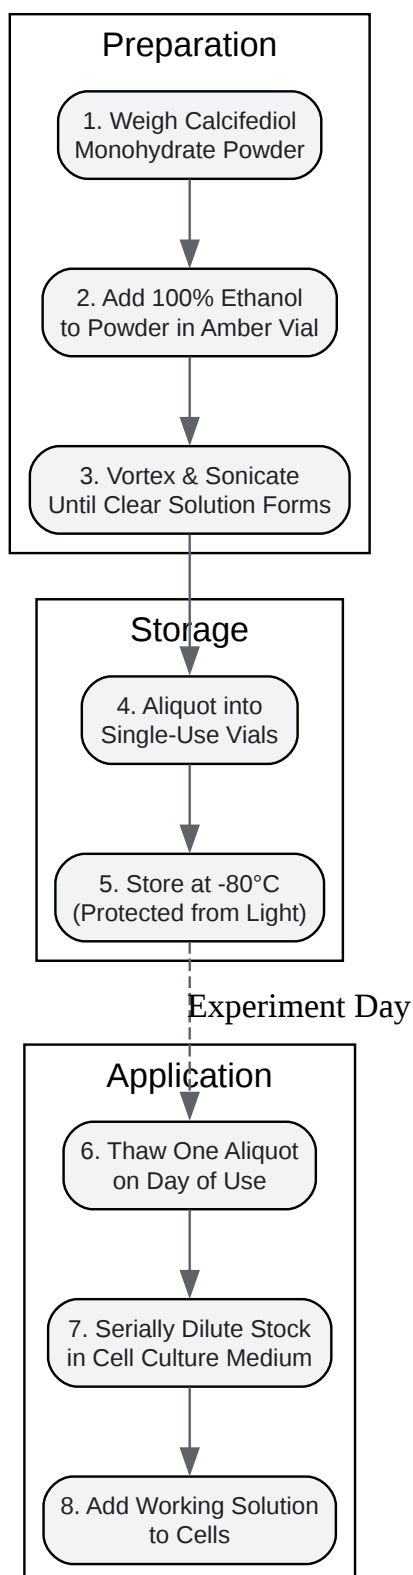 Preparation
1. Weigh Calcifediol
Monohydrate Powder
2. Add 100% Ethanol
to Powder in Amber Vial
3. Vortex & Sonicate
Until Clear Solution Forms
Storage
4. Aliquot into
Single-Use Vials
5. Store at -80°C
(Protected from Light)
Experiment Day
Application
6. Thaw One Aliquot
on Day of Use
7. Serially Dilute Stock
in Cell Culture Medium
8. Add Working Solution
to Cells